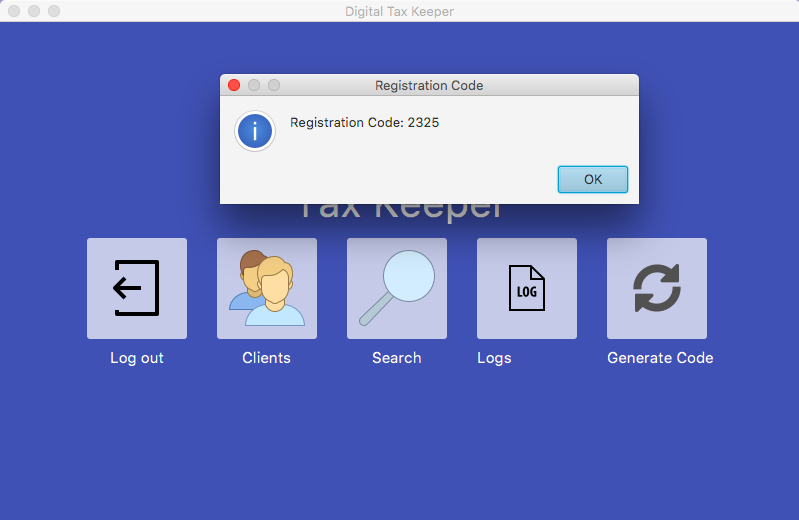 Digital Tax Keeper
Registration Code
Registration Code: 2325
OK
Tax Keeper
LOG
Log out
Clients
Search
Logs
Generate Code